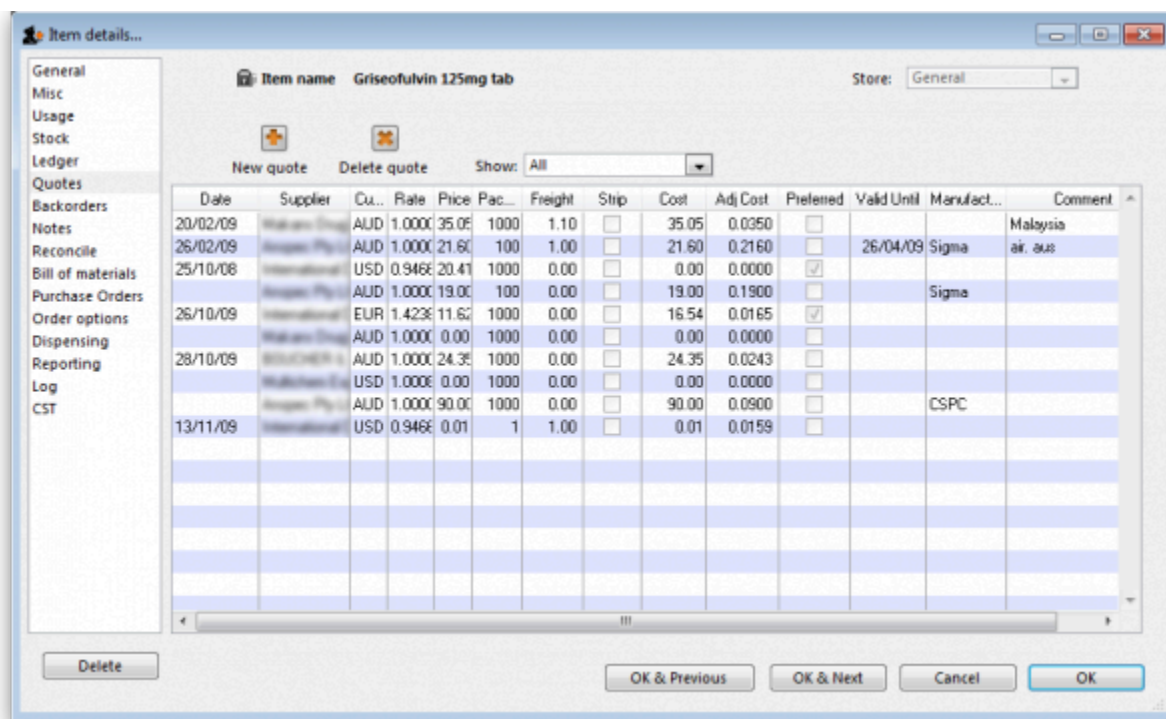 Item details...
General
Misc
Usage
Stock
Ledger
Quotes
Backorders
Notes
Reconcile
Bill of materials
Purchase Orders
Order options
Dispensing
Reporting
Log
CST
Item name Griseofulvin 125mg tab
Store: General
New quote Delete quote Show: All
Date Supplier Cu... Rate Price Pac... Freight Strip Cost Adj Cost Preferred Valid Until Manufact... Comment
20/02/09 AUD 1.000 35.05 1000 1.10 35.05 0.0350 Malaysia
26/02/09 AUD 1.000 21.60 100 1.00 21.60 0.2160 26/04/09 Sigma air. aus
25/10/08 USD 0.946 20.41 1000 0.00 0.00 0.0000
AUD 1.000 19.00 100 0.00 19.00 0.1900 Sigma
26/10/09 EUR 1.423 11.62 1000 0.00 16.54 0.0165
AUD 1.000 0.00 1000 0.00 0.00 0.0000
28/10/09 AUD 1.000 24.35 1000 0.00 24.35 0.0243
USD 1.000 0.00 1000 0.00 0.00 0.0000
AUD 1.000 90.00 1000 0.00 90.00 0.0900 CSPC
13/11/09 USD 0.946 0.01 1 1.00 0.01 0.0159
Delete
OK & Previous OK & Next Cancel OK